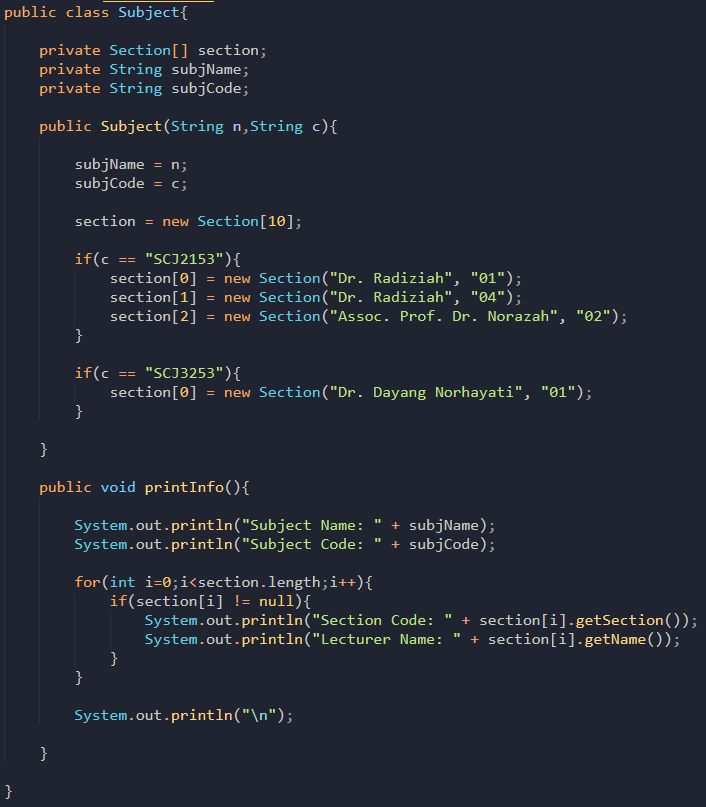 public class Subject{
private Section[] section;
private String subjName;
private String subjCode;
public Subject(String n,String c){
subjName = n;
subjCode = c;
section = new Section[10];
if(c == "SCJ2153"){
section[0] = new Section("Dr. Radiziah", "01");
section[1] = new Section("Dr. Radiziah", "04");
section[2] = new Section("Assoc. Prof. Dr. Norazah", "02");
}
if(c == "SCJ3253"){
section[0] = new Section("Dr. Dayang Norhayati", "01");
}
}
public void printInfo(){
System.out.println("Subject Name: " + subjName);
System.out.println("Subject Code: " + subjCode);
for(int i=0;i<section.length;i++){
if(section[i] != null){
System.out.println("Section Code: " + section[i].getSection());
System.out.println("Lecturer Name: " + section[i].getName());
}
}
System.out.println("\n");
}
}